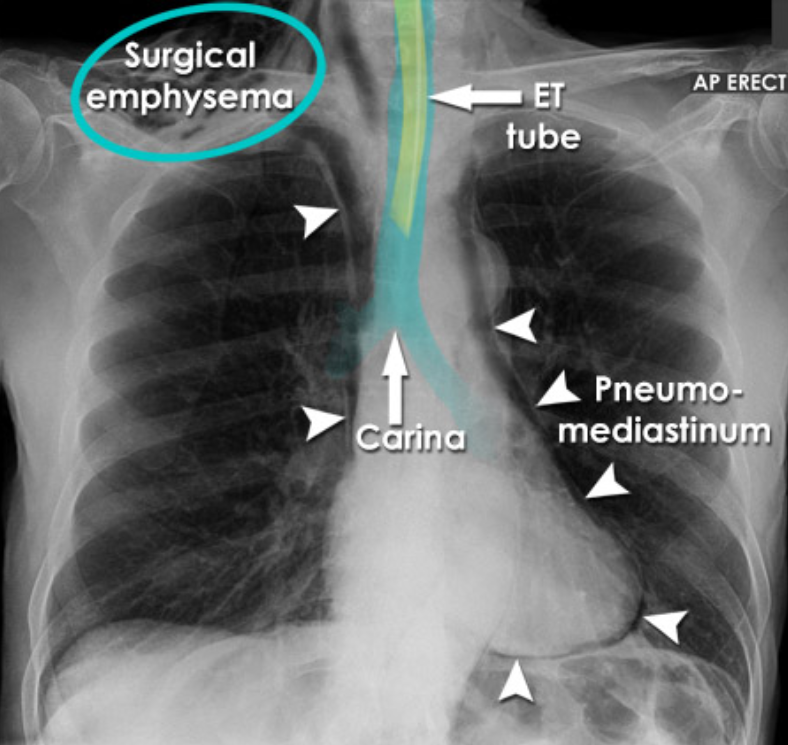 Surgical
emphysema
AP ERECT
ET
tube
Pneumo-
mediastinum
Carina